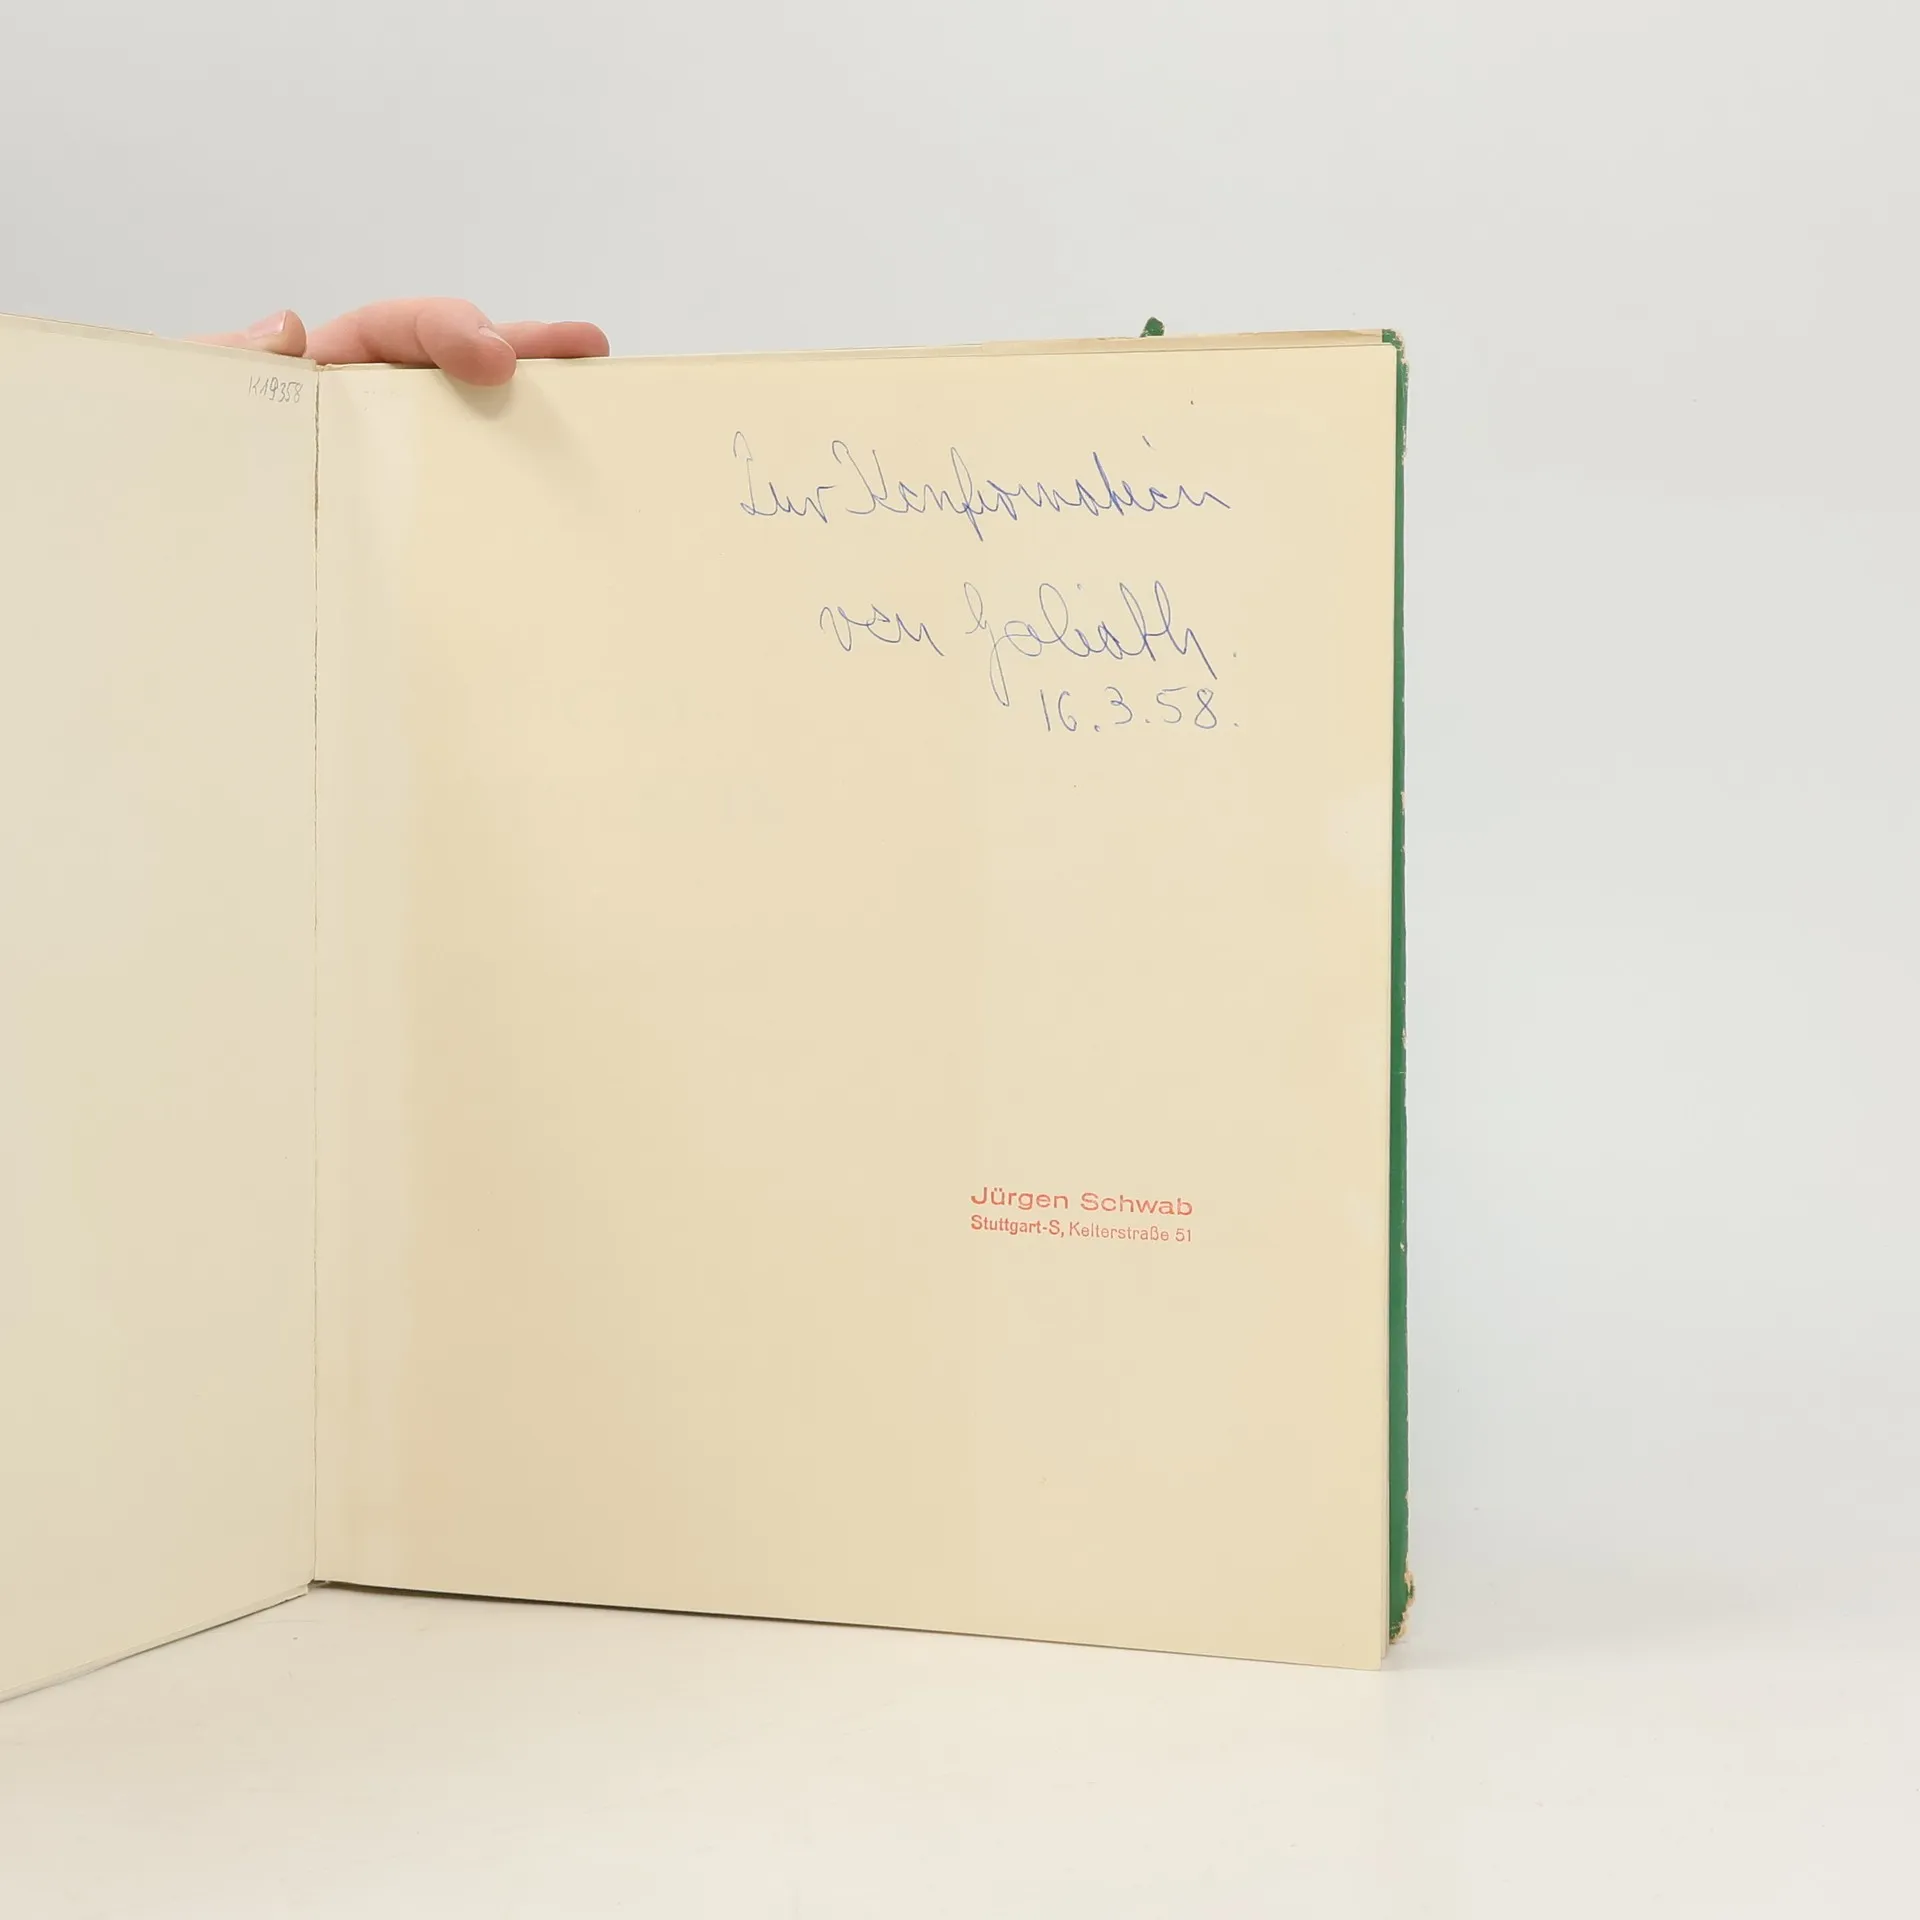 K19358
Zur Konfirmation
von Goliath.
16.3.58.
Jürgen Schwab
Stuttgart-S, Kelterstraße 51